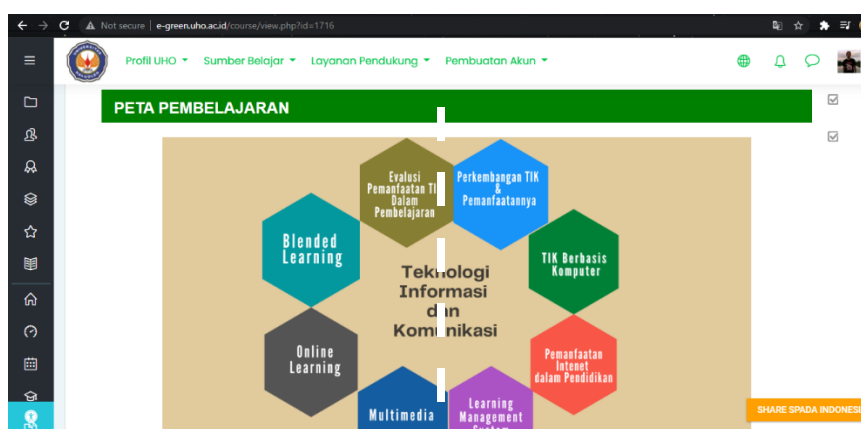 Not secure | e-green.uho.ac.id/course/view.php?id=1716
Profil UHO Sumber Belajar Layanan Pendukung Pembuatan Akun
PETA PEMBELAJARAN
Evalusi
Pemanfaatan
Dalam
Pembelajaran
Perkembangan TIK
&
Pemanfaatannya
TIK Berbasis
Komputer
Pemanfaatan
Intenet
dalam Pendidikan
Learning
Management
System
Multimedia
Online
Learning
Blended
Learning
Teknologi
Informasi
dan
Komunikasi
SHARE SPADA INDONESI